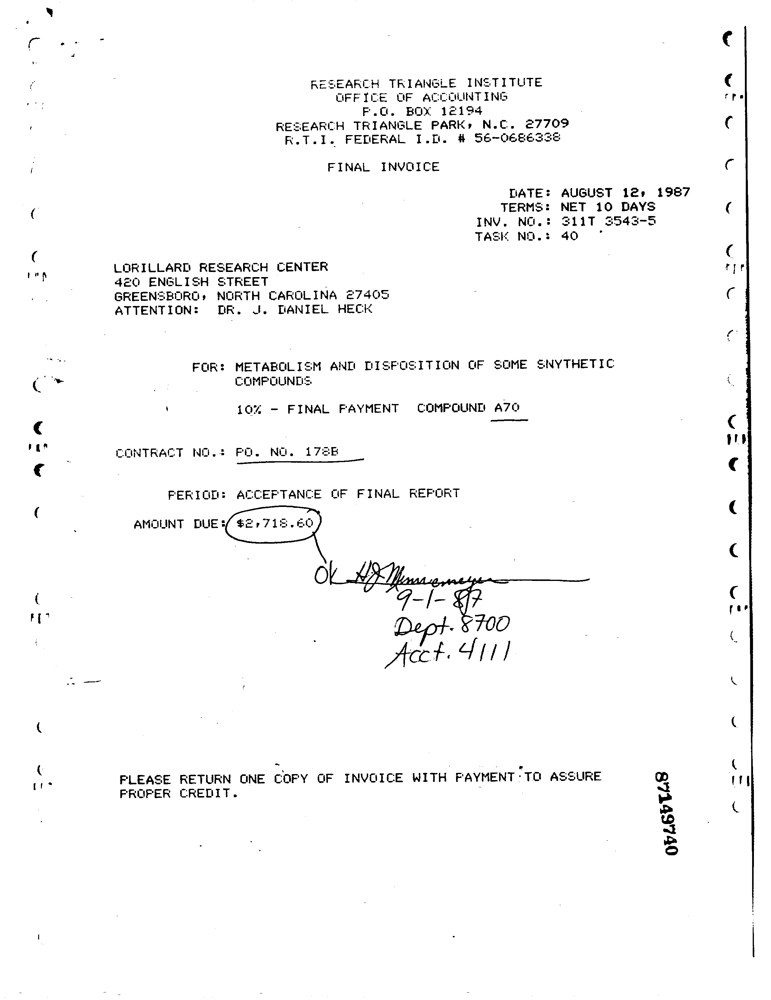 RESEARCH TRIANGLE INSTITUTE
OFFICE OF ACCOUNTING
P.O. BOX 12194
RESEARCH TRIANGLE PARK, N.C. 27709
R.T.I. FEDERAL I.D. # 56-0686338
FINAL INVOICE
DATE: AUGUST 12, 1987
TERMS: NET 10 DAYS
INV. NO.: 311T 3543-5
TASK NO.: 40
LORILLARD RESEARCH CENTER
420 ENGLISH STREET
GREENSBORO, NORTH CAROLINA 27405
ATTENTION: DR. J. DANIEL HECK
FOR: METABOLISM AND DISPOSITION OF SOME SNYTHETIC
COMPOUNDS
10% - FINAL PAYMENT COMPOUND A70
CONTRACT NO.: PO. NO. 178B
PERIOD: ACCEPTANCE OF FINAL REPORT
AMOUNT DUE: $2,718.60
OK HJ
9-1-87
Dept. 8700
Acct. 4111
PLEASE RETURN ONE COPY OF INVOICE WITH PAYMENT TO ASSURE
PROPER CREDIT.
87149740